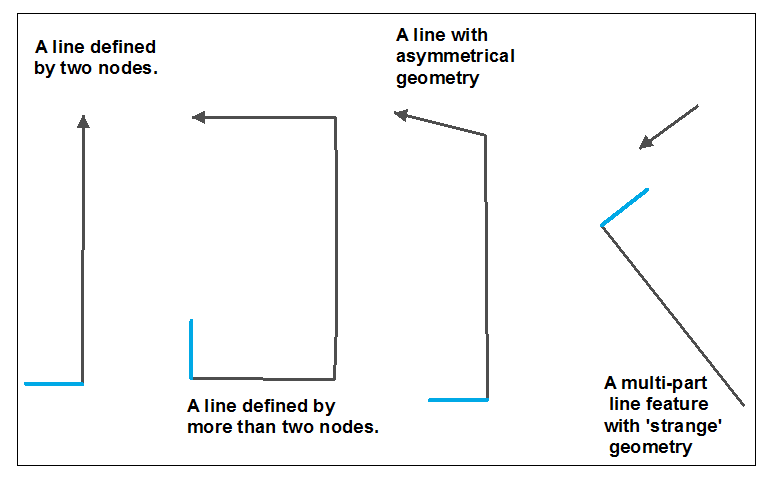 A line defined
by two nodes.
A line defined by
more than two nodes.
A line with
asymmetrical
geometry
A multi-part
line feature
with 'strange'
geometry